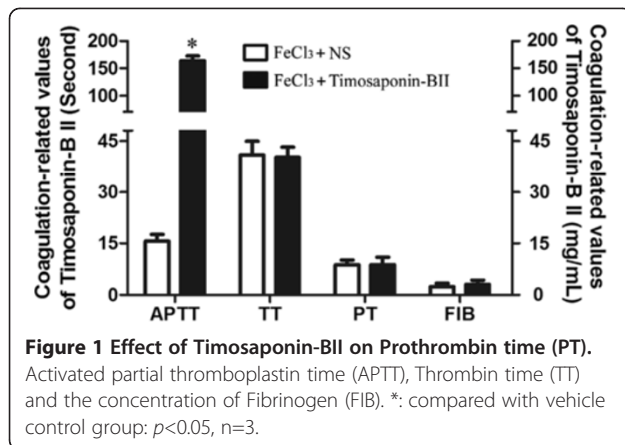 Coagulation-related values
of Timosaponin-B II (Second)
200
150
100
45
30
15
0
*
FeCl₃ + NS
FeCl₃ + Timosaponin-BII
200
150
100
45
30
15
0
Coagulation-related values
of Timosaponin-B II (mg/mL)
APTT TT PT FIB
Figure 1 Effect of Timosaponin-BII on Prothrombin time (PT).
Activated partial thromboplastin time (APTT), Thrombin time (TT)
and the concentration of Fibrinogen (FIB). *: compared with vehicle
control group: p<0.05, n=3.